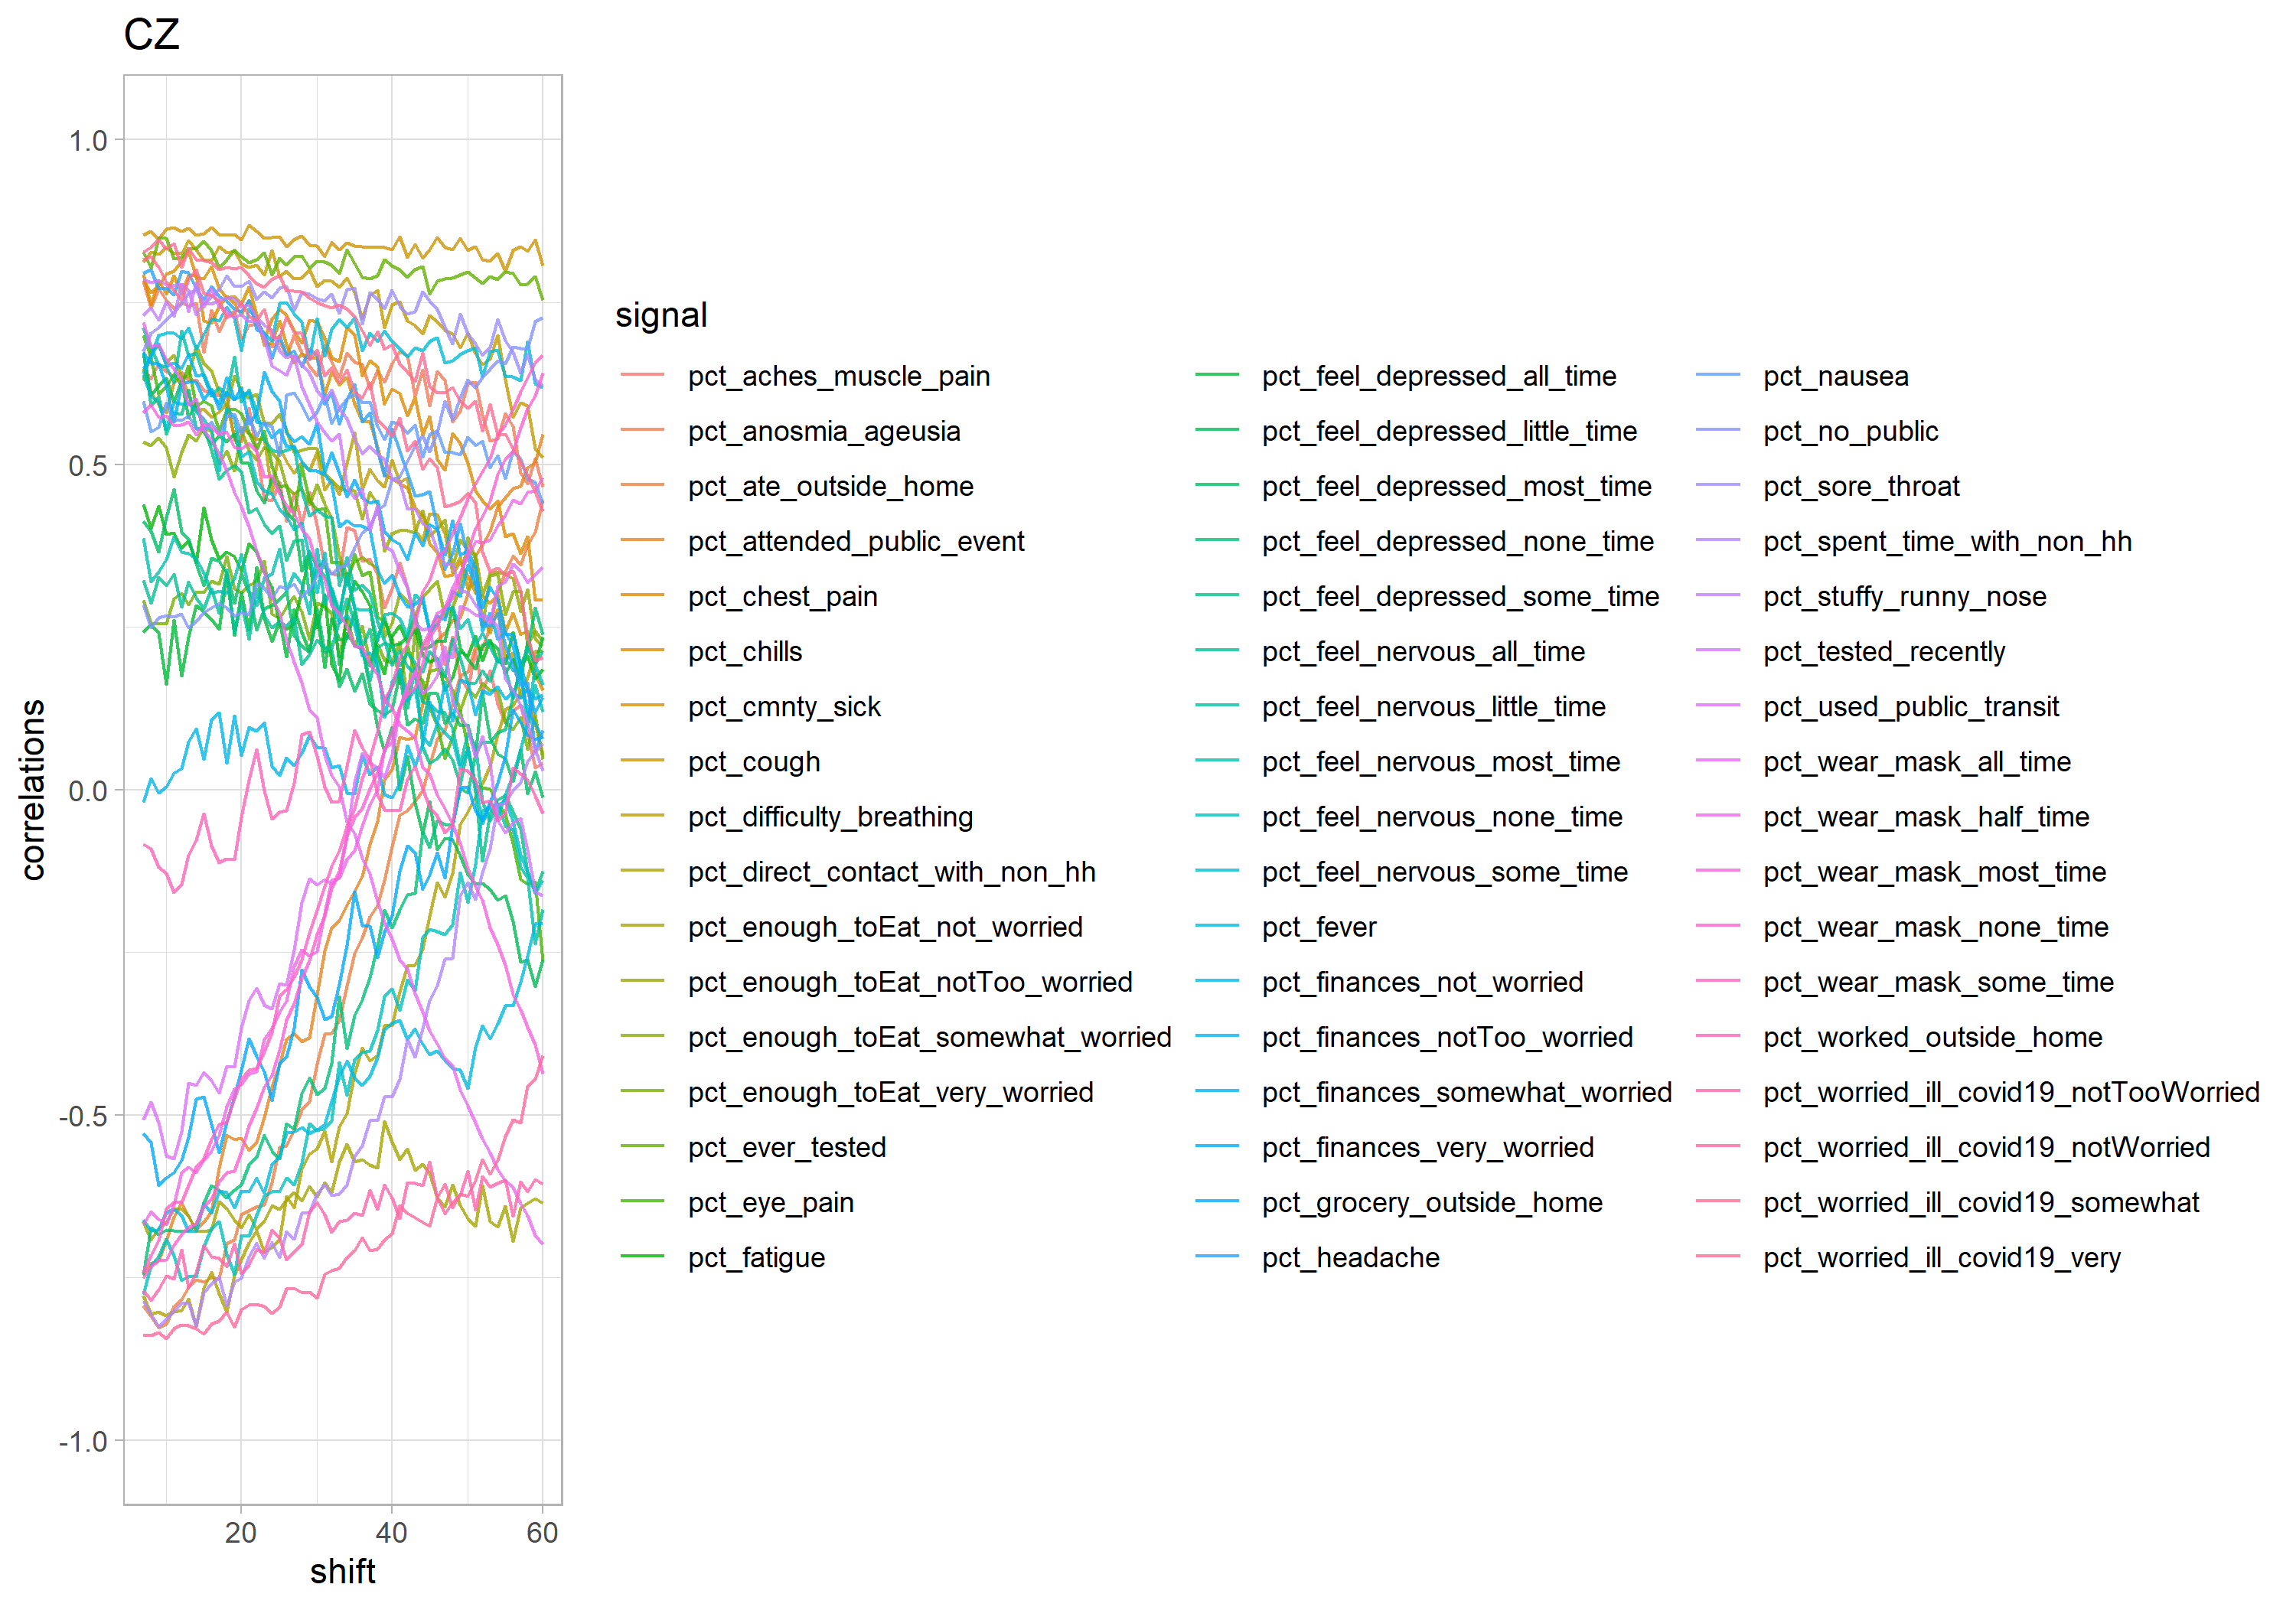 CZ
correlations
1.0
0.5
0.0
-0.5
-1.0
20
40
60
shift
signal
pct_aches_muscle_pain
pct_anosmia_ageusia
pct_ate_outside_home
pct_attended_public_event
pct_chest_pain
pct_chills
pct_cmnty_sick
pct_cough
pct_difficulty_breathing
pct_direct_contact_with_non_hh
pct_enough_toEat_not_worried
pct_enough_toEat_notToo_worried
pct_enough_toEat_somewhat_worried
pct_enough_toEat_very_worried
pct_ever_tested
pct_eye_pain
pct_fatigue
pct_feel_depressed_all_time
pct_feel_depressed_little_time
pct_feel_depressed_most_time
pct_feel_depressed_none_time
pct_feel_depressed_some_time
pct_feel_nervous_all_time
pct_feel_nervous_little_time
pct_feel_nervous_most_time
pct_feel_nervous_none_time
pct_feel_nervous_some_time
pct_fever
pct_finances_not_worried
pct_finances_notToo_worried
pct_finances_somewhat_worried
pct_finances_very_worried
pct_grocery_outside_home
pct_headache
pct_nausea
pct_no_public
pct_sore_throat
pct_spent_time_with_non_hh
pct_stuffy_runny_nose
pct_tested_recently
pct_used_public_transit
pct_wear_mask_all_time
pct_wear_mask_half_time
pct_wear_mask_most_time
pct_wear_mask_none_time
pct_wear_mask_some_time
pct_worked_outside_home
pct_worried_ill_covid19_notTooWorried
pct_worried_ill_covid19_notWorried
pct_worried_ill_covid19_somewhat
pct_worried_ill_covid19_very